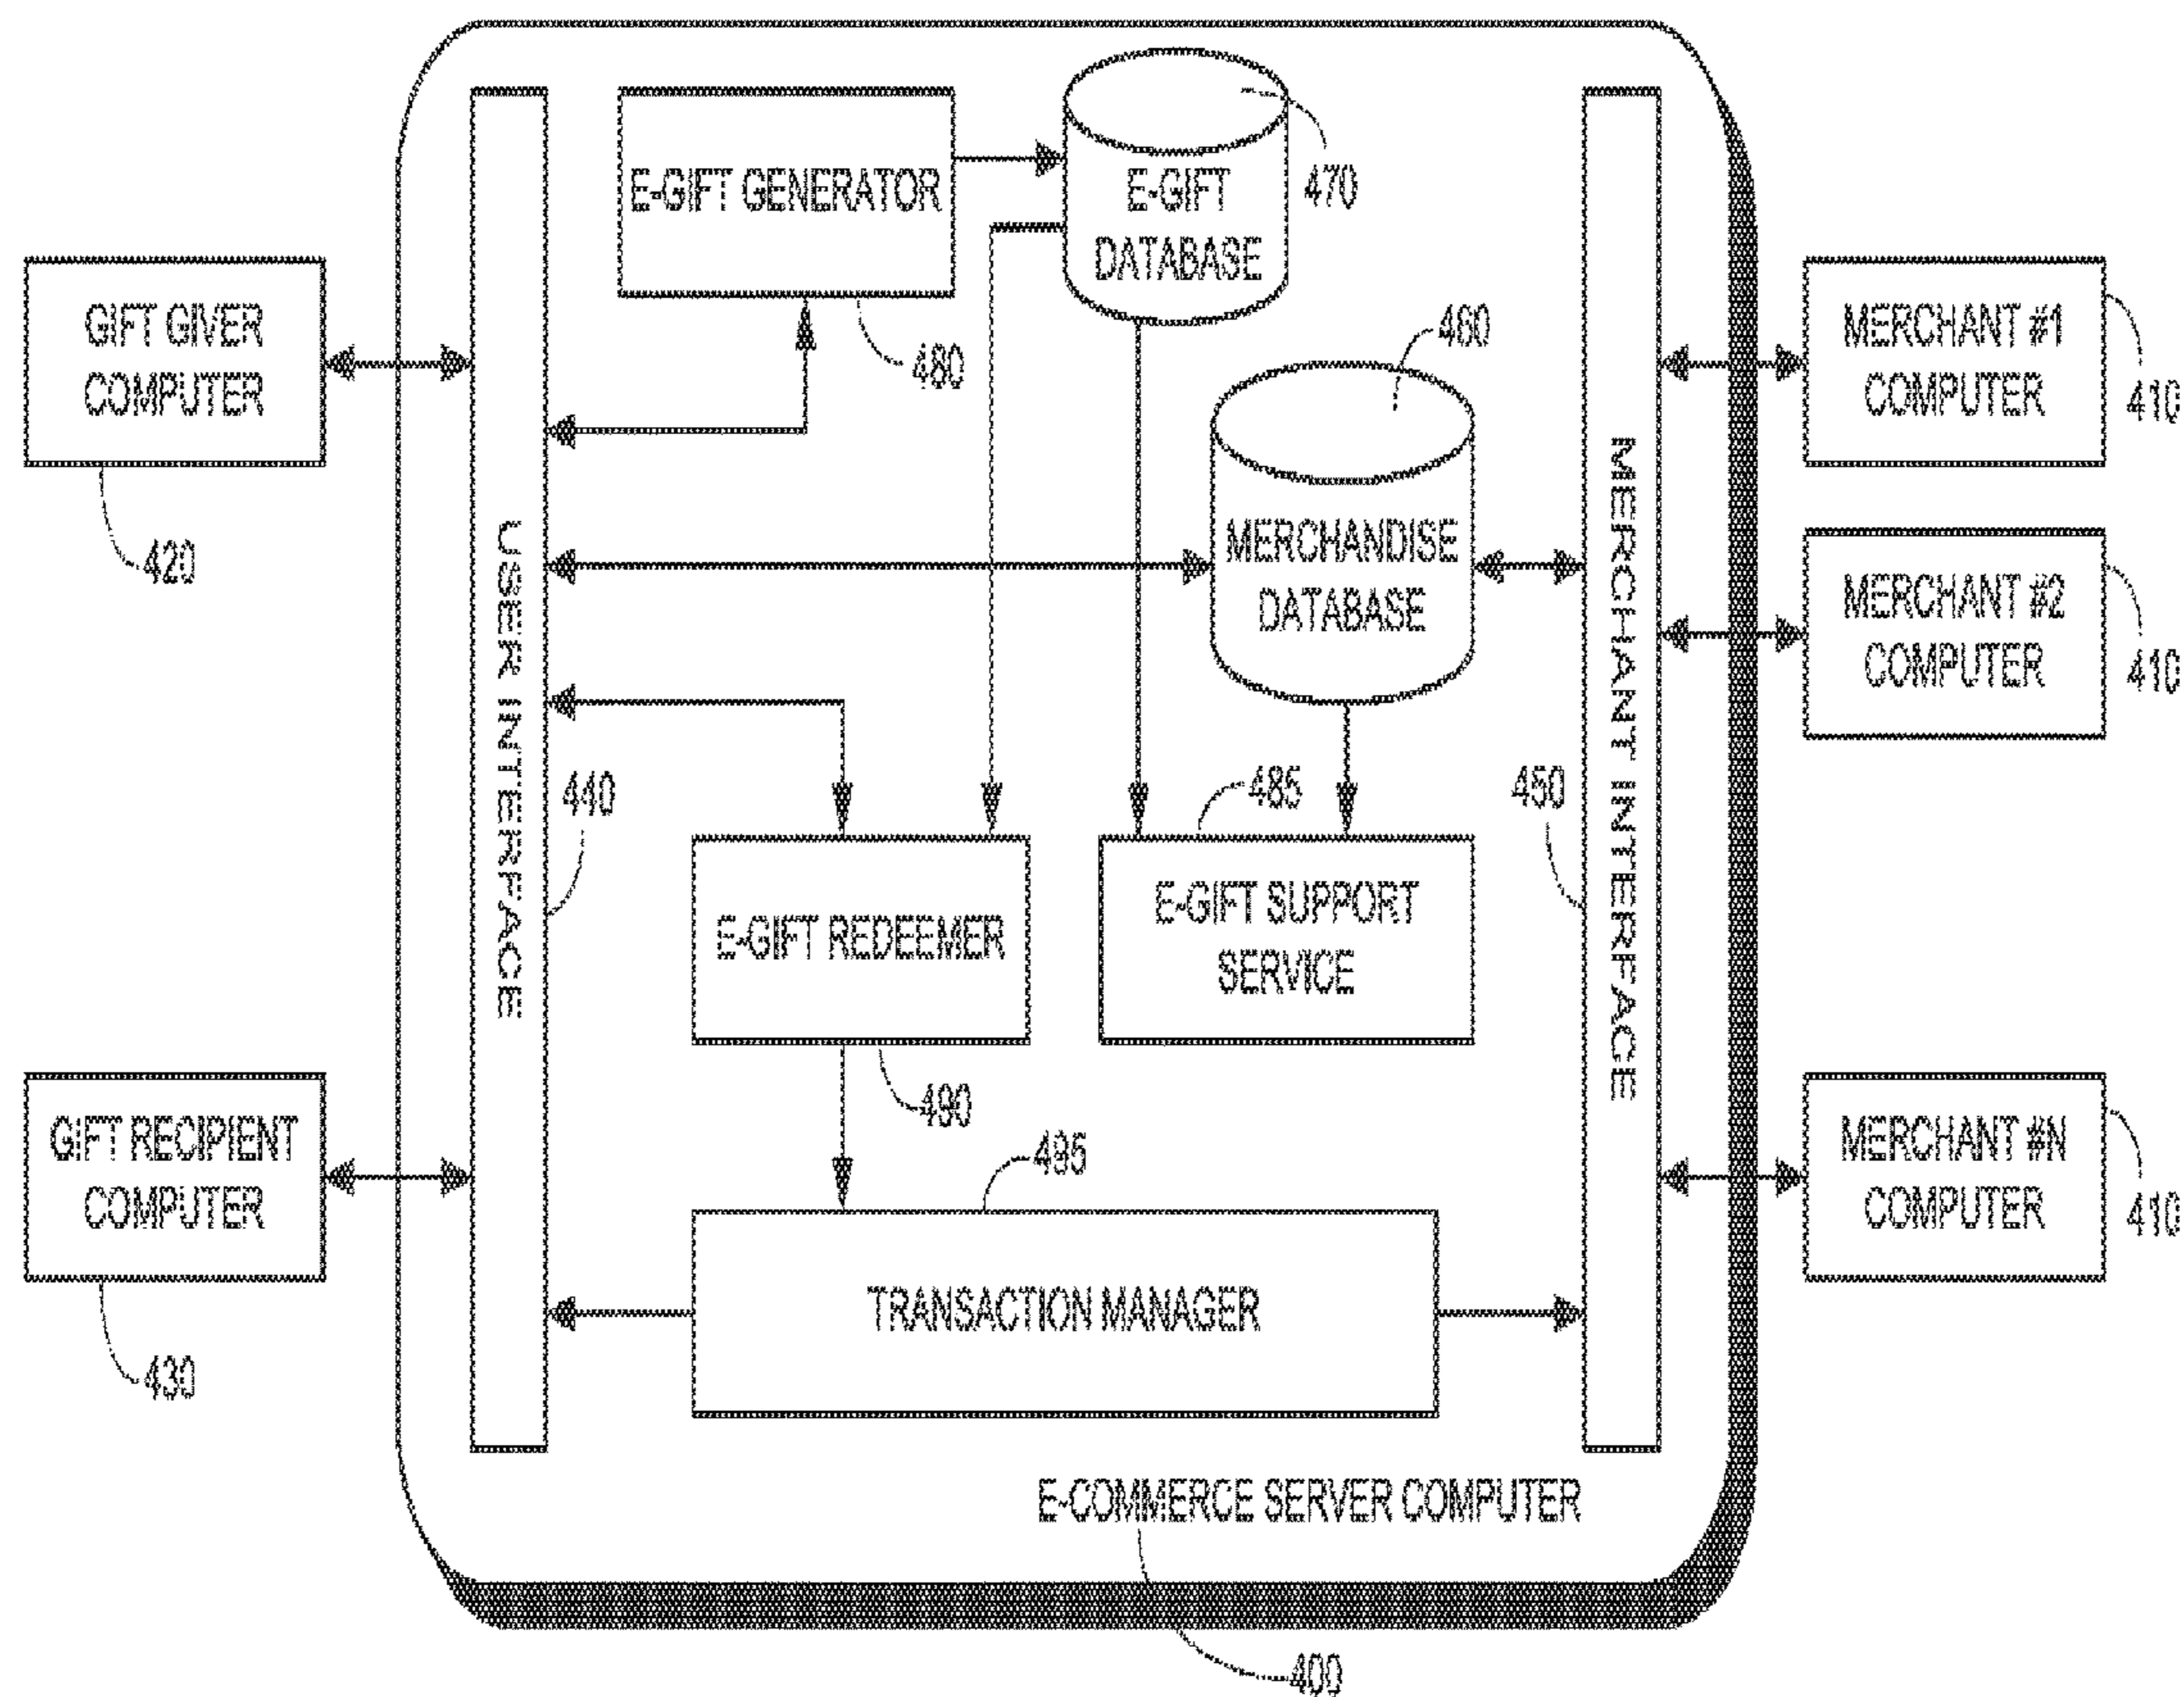 E-GIFT GENERATOR
480
E-GIFT
DATABASE
470
GIFT GIVER
COMPUTER
420
USER INTERFACE
440
MERCHANDISE
DATABASE
460
MERCHANT INTERFACE
450
MERCHANT #1
COMPUTER
410
MERCHANT #2
COMPUTER
410
E-GIFT REDEEMER
490
E-GIFT SUPPORT
SERVICE
485
GIFT RECIPIENT
COMPUTER
430
MERCHANT #N
COMPUTER
410
TRANSACTION MANAGER
495
E-COMMERCE SERVER COMPUTER
400